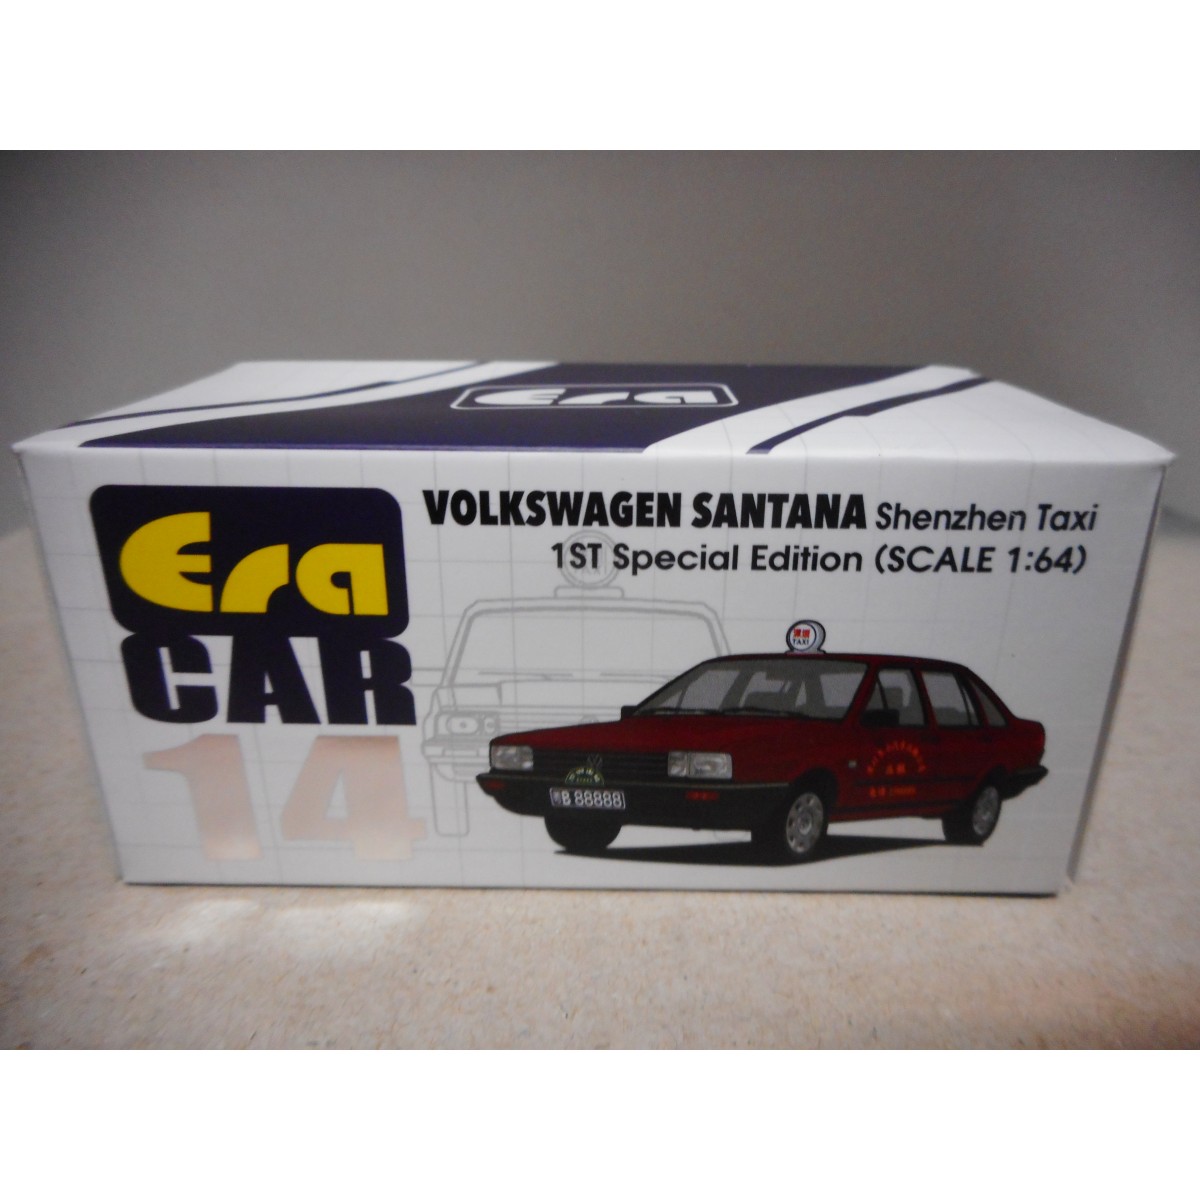 Era
Era
CAR
14
VOLKSWAGEN SANTANA Shenzhen Taxi
1ST Special Edition (SCALE 1:64)
TAXI
B 88888